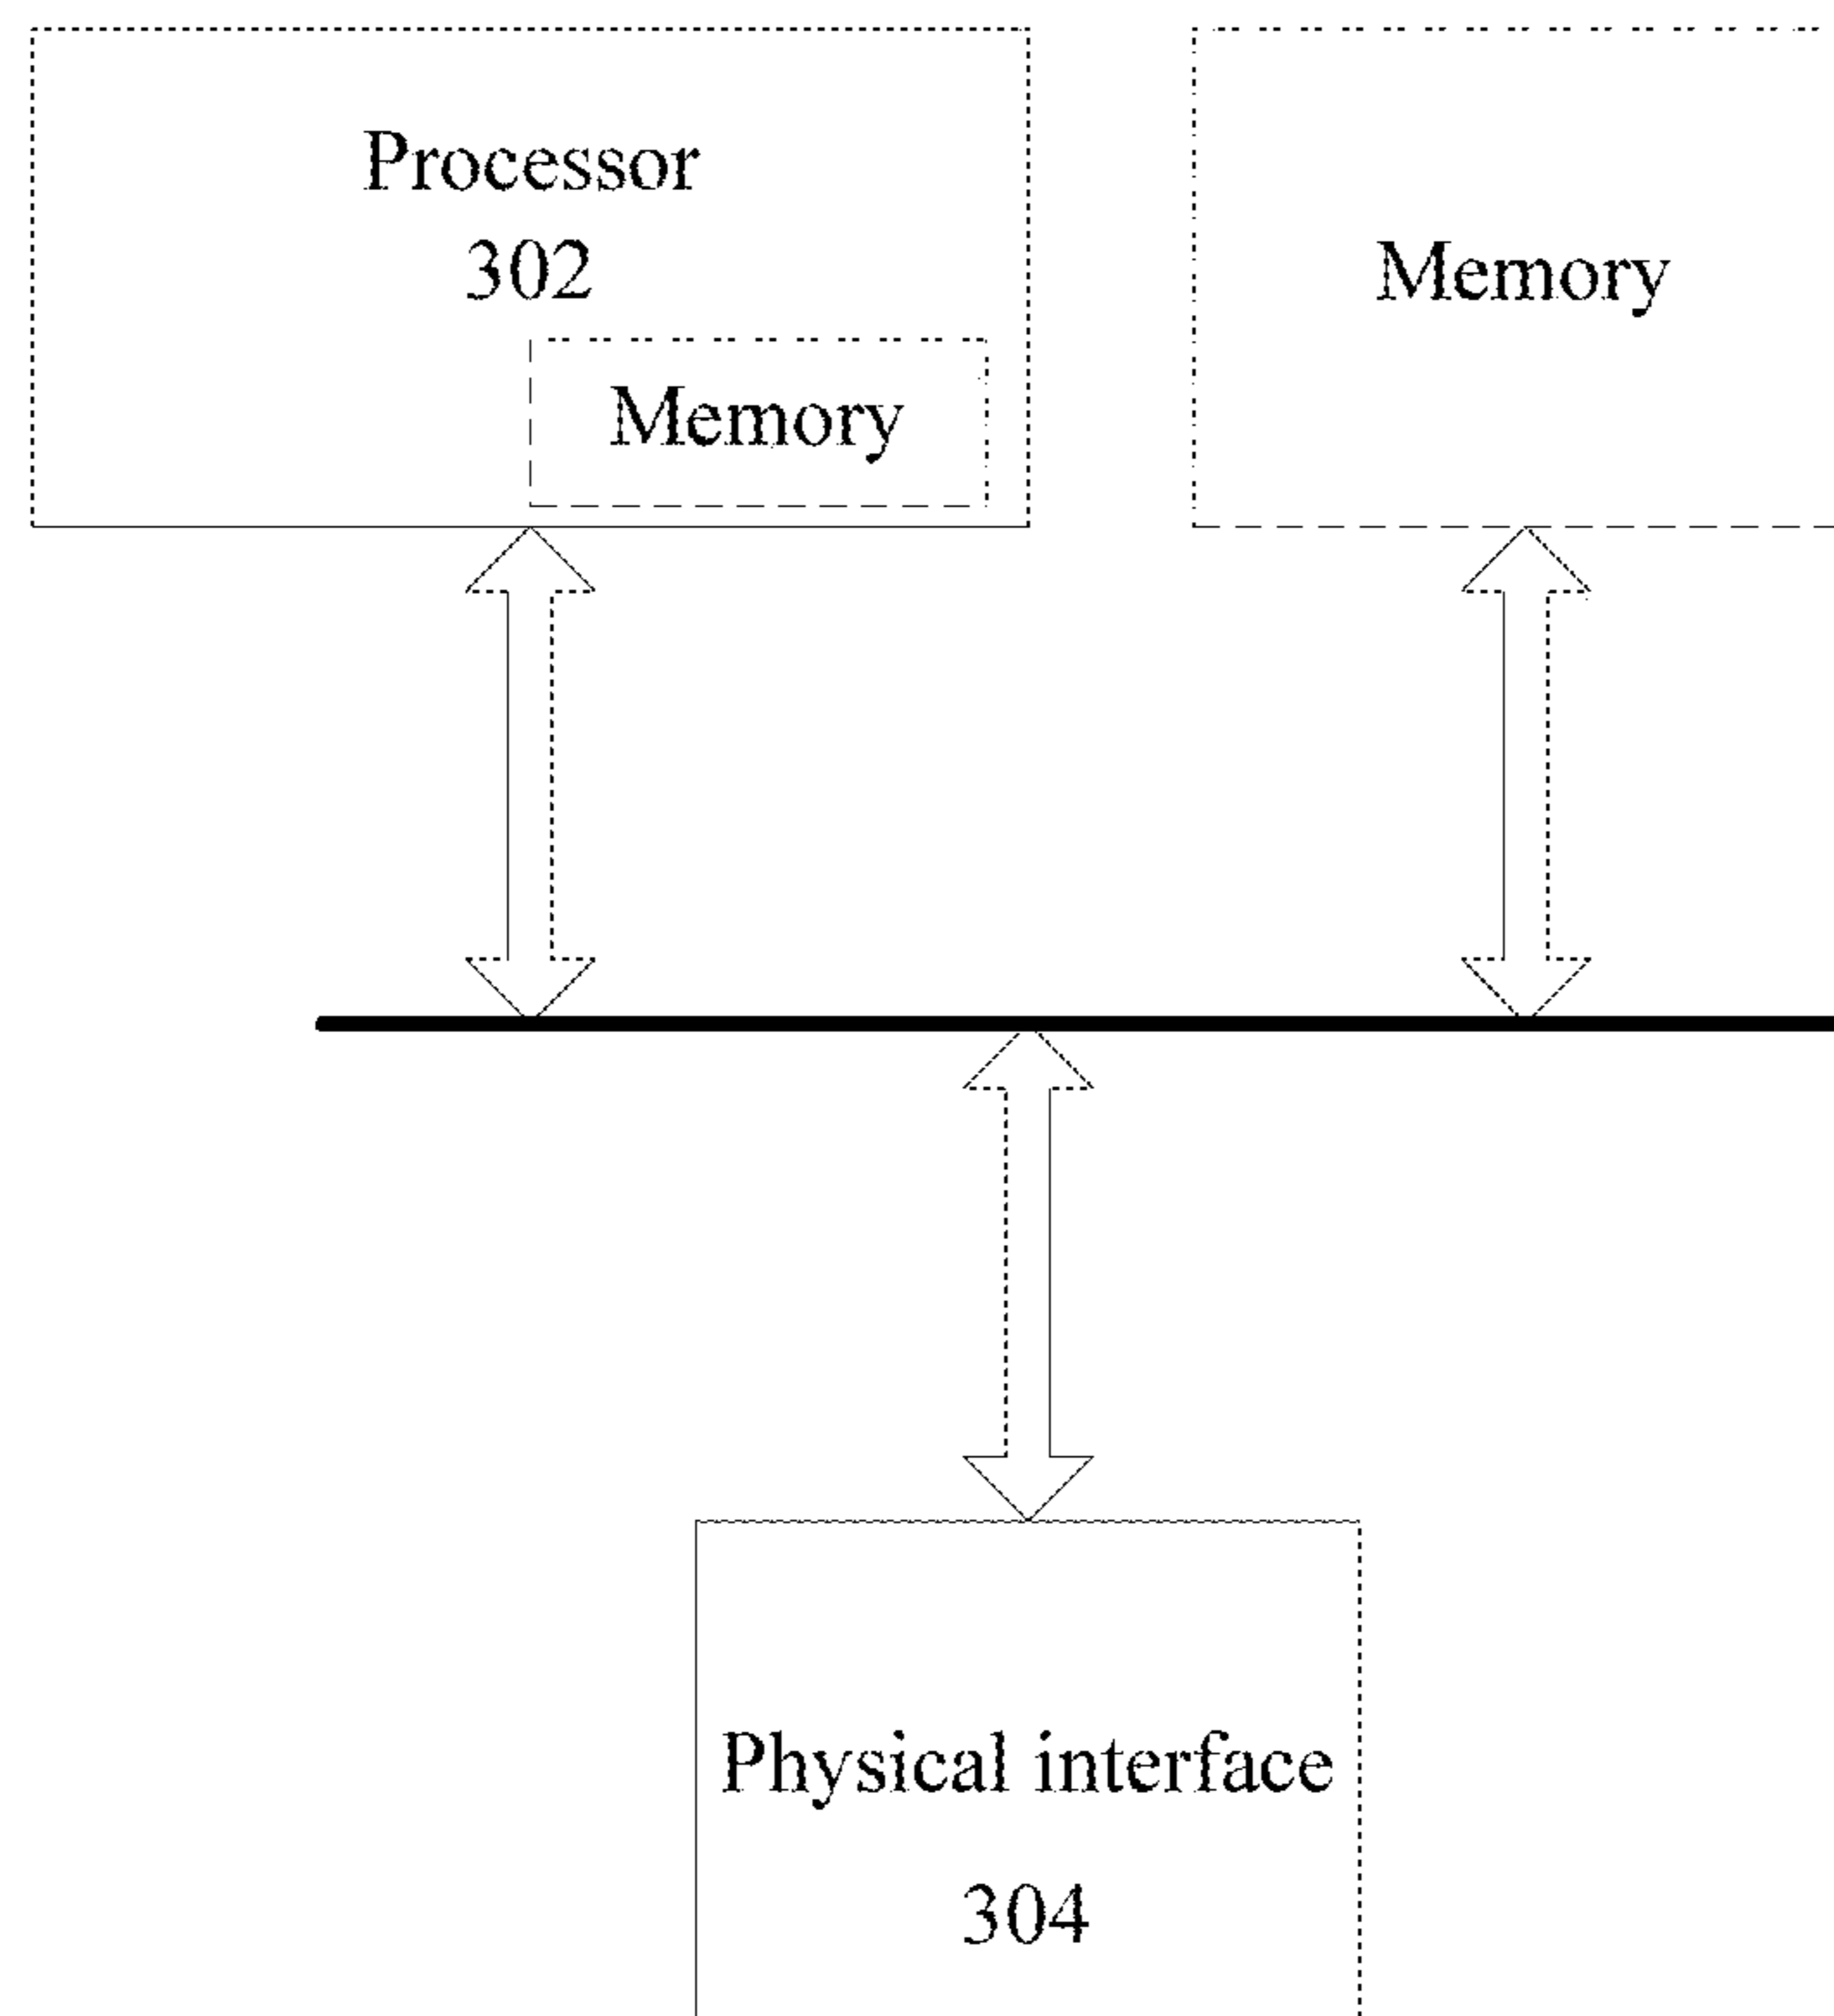 Processor
302
Memory
Memory
Physical interface
304